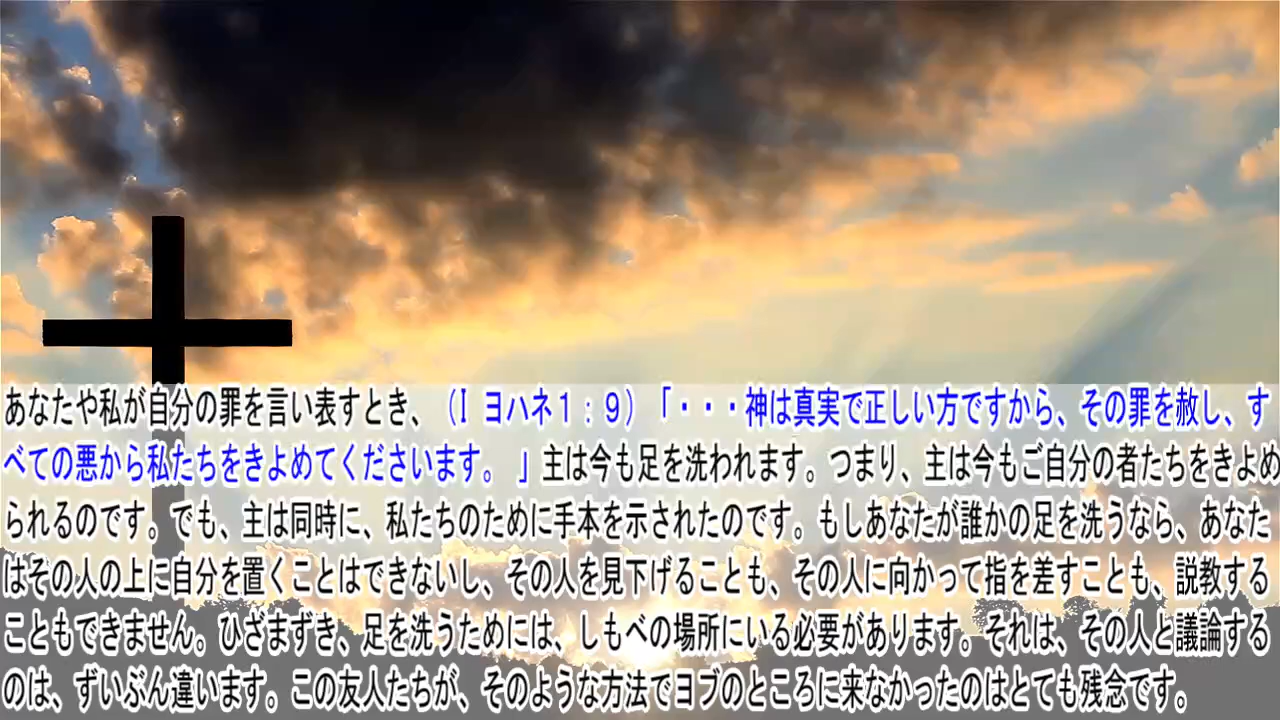 あなたや私が自分の罪を言い表すとき、（Ⅰ ヨハネ１：９）「・・・神は真実で正しい方ですから、その罪を赦し、す
べての悪から私たちをきよめてくださいます。 」主は今も足を洗われます。つまり、主は今もご自分の者たちをきよめ
られるのです。でも、主は同時に、私たちのために手本を示されたのです。もしあなたが誰かの足を洗うなら、あなた
はその人の上に自分を置くことはできないし、その人を見下げることも、その人に向かって指を差すことも、説教する
こともできません。ひざまずき、足を洗うためには、しもべの場所にいる必要があります。それは、その人と議論する
のは、ずいぶん違います。この友人たちが、そのような方法でヨブのところに来なかったのはとても残念です。